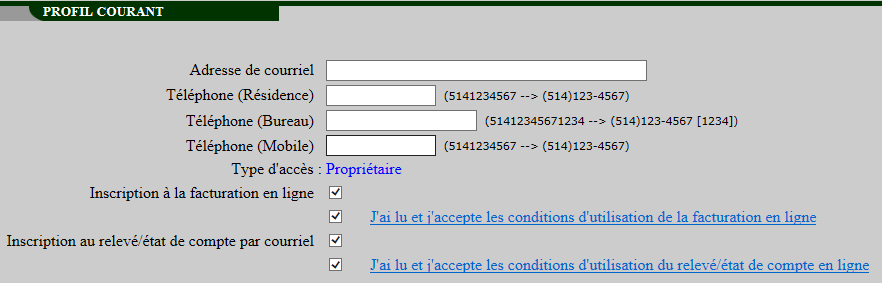 PROFIL COURANT
Adresse de courriel
Téléphone (Résidence) (5141234567 --> (514)123-4567)
Téléphone (Bureau) (51412345671234 --> (514)123-4567 [1234])
Téléphone (Mobile) (5141234567 --> (514)123-4567)
Type d'accès : Propriétaire
Inscription à la facturation en ligne
J'ai lu et j'accepte les conditions d'utilisation de la facturation en ligne
Inscription au relevé/état de compte par courriel
J'ai lu et j'accepte les conditions d'utilisation du relevé/état de compte en ligne